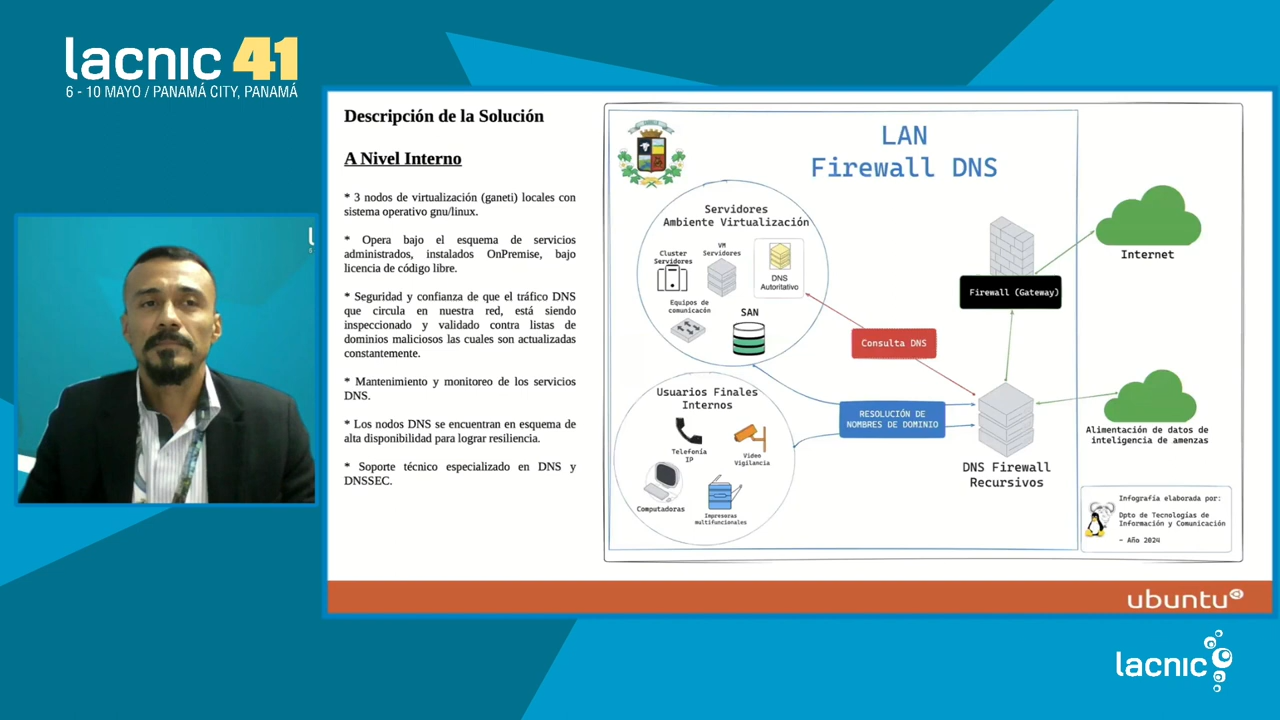 lacnic 41
6 - 10 MAYO / PANAMÁ CITY, PANAMÁ
Descripción de la Solución
A Nivel Interno
* 3 nodos de virtualización (ganeti) locales con
sistema operativo gnu/linux.
* Opera bajo el esquema de servicios
administrados, instalados OnPremise, bajo
licencia de código libre.
* Seguridad y confianza de que el tráfico DNS
que circula en nuestra red, está siendo
inspeccionado y validado contra listas de
dominios maliciosos las cuales son actualizadas
constantemente.
* Mantenimiento y monitoreo de los servicios
DNS.
* Los nodos DNS se encuentran en esquema de
alta disponibilidad para lograr resiliencia.
* Soporte técnico especializado en DNS y
DNSSEC.
LAN
Firewall DNS
Servidores
Ambiente Virtualización
Cluster
Servidores
VM
Servidores
DNS
Autoritativo
Equipos de
comunicacón
SAN
Usuarios Finales
Internos
Telefonía
IP
Video
Vigilancia
Computadoras
Impresoras
multifuncionales
Consulta DNS
RESOLUCIÓN DE
NOMBRES DE DOMINIO
Firewall (Gateway)
Internet
DNS Firewall
Recursivos
Alimentación de datos de
inteligencia de amenzas
Infografía elaborada por:
Dpto de Tecnologías de
Información y Comunicación
- Año 2024
ubuntu
lacnic